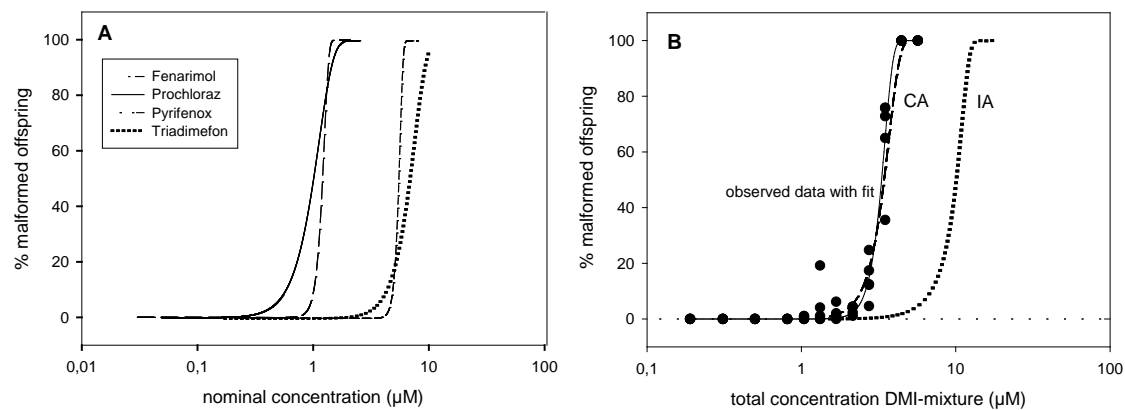 A
100
80
60
40
20
0
% malformed offspring
Fenarimol
Prochloraz
Pyrifenox
Triadimefon
0,01
0,1
1
10
100
nominal concentration (µM)
B
100
80
60
40
20
0
% malformed offspring
CA
IA
observed data with fit
0,1
1
10
100
total concentration DMI-mixture (µM)